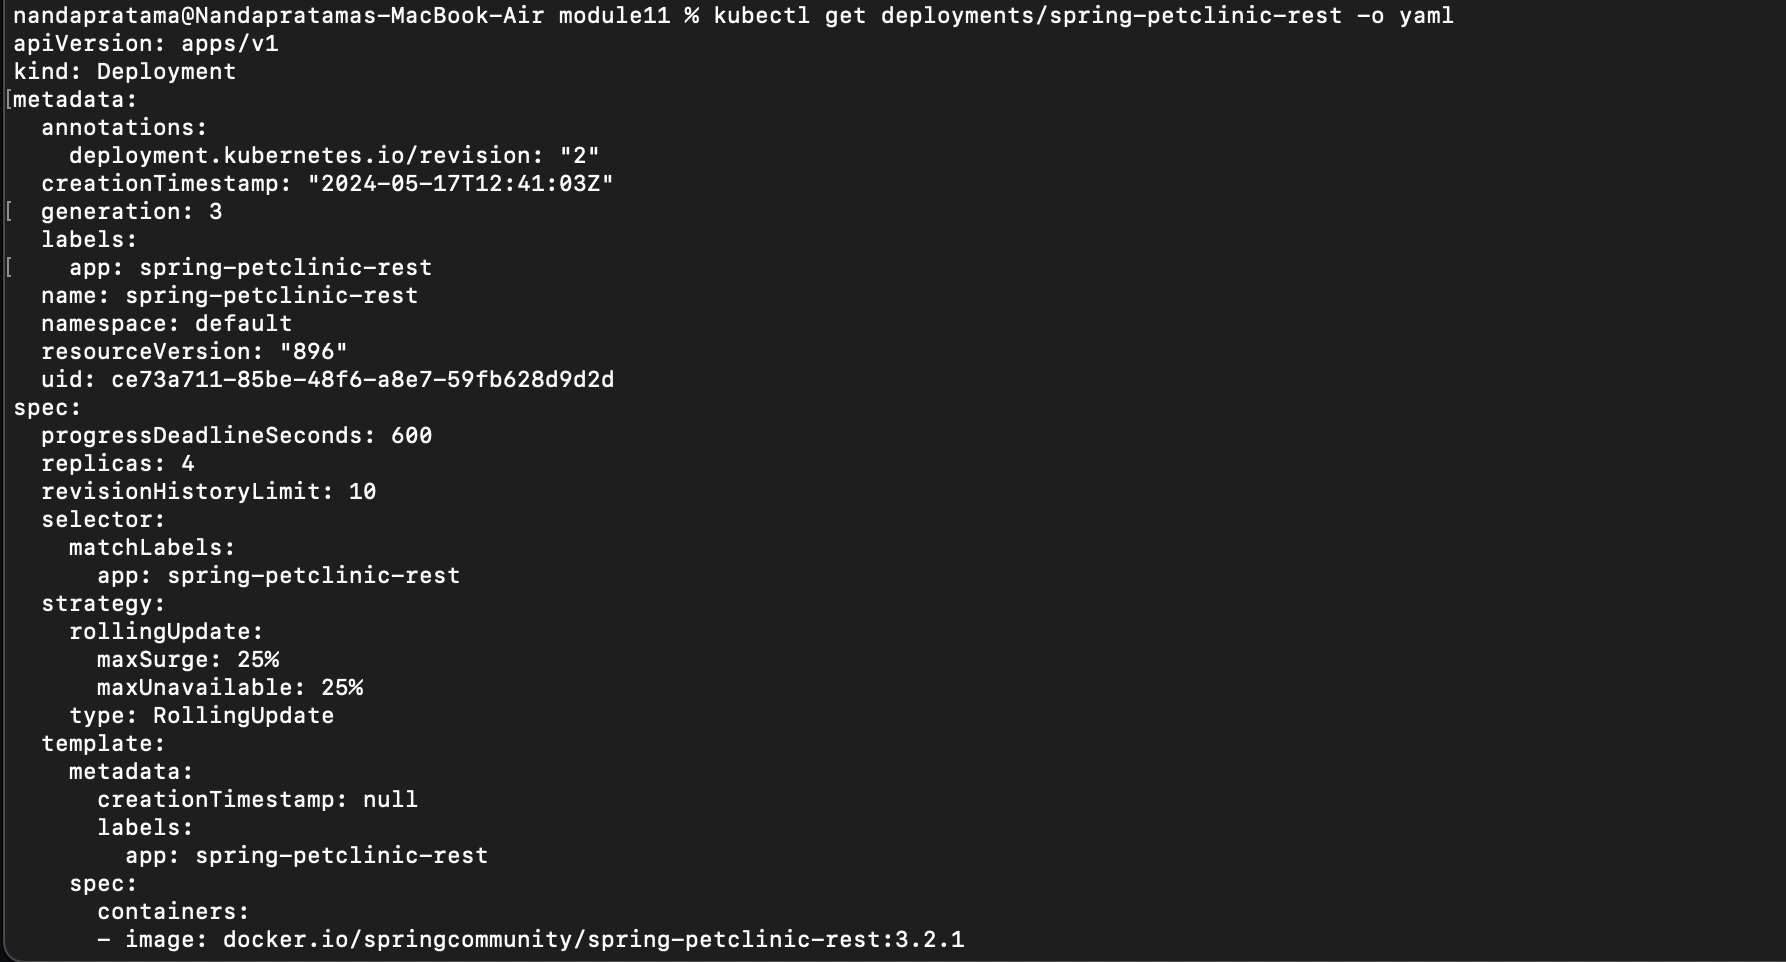 nandapratama@Nandapratamas-MacBook-Air module11 % kubectl get deployments/spring-petclinic-rest -o yaml
apiVersion: apps/v1
kind: Deployment
[metadata:
  annotations:
    deployment.kubernetes.io/revision: "2"
  creationTimestamp: "2024-05-17T12:41:03Z"
[  generation: 3
  labels:
[    app: spring-petclinic-rest
  name: spring-petclinic-rest
  namespace: default
  resourceVersion: "896"
  uid: ce73a711-85be-48f6-a8e7-59fb628d9d2d
spec:
  progressDeadlineSeconds: 600
  replicas: 4
  revisionHistoryLimit: 10
  selector:
    matchLabels:
      app: spring-petclinic-rest
  strategy:
    rollingUpdate:
      maxSurge: 25%
      maxUnavailable: 25%
    type: RollingUpdate
  template:
    metadata:
      creationTimestamp: null
      labels:
        app: spring-petclinic-rest
    spec:
      containers:
      - image: docker.io/springcommunity/spring-petclinic-rest:3.2.1